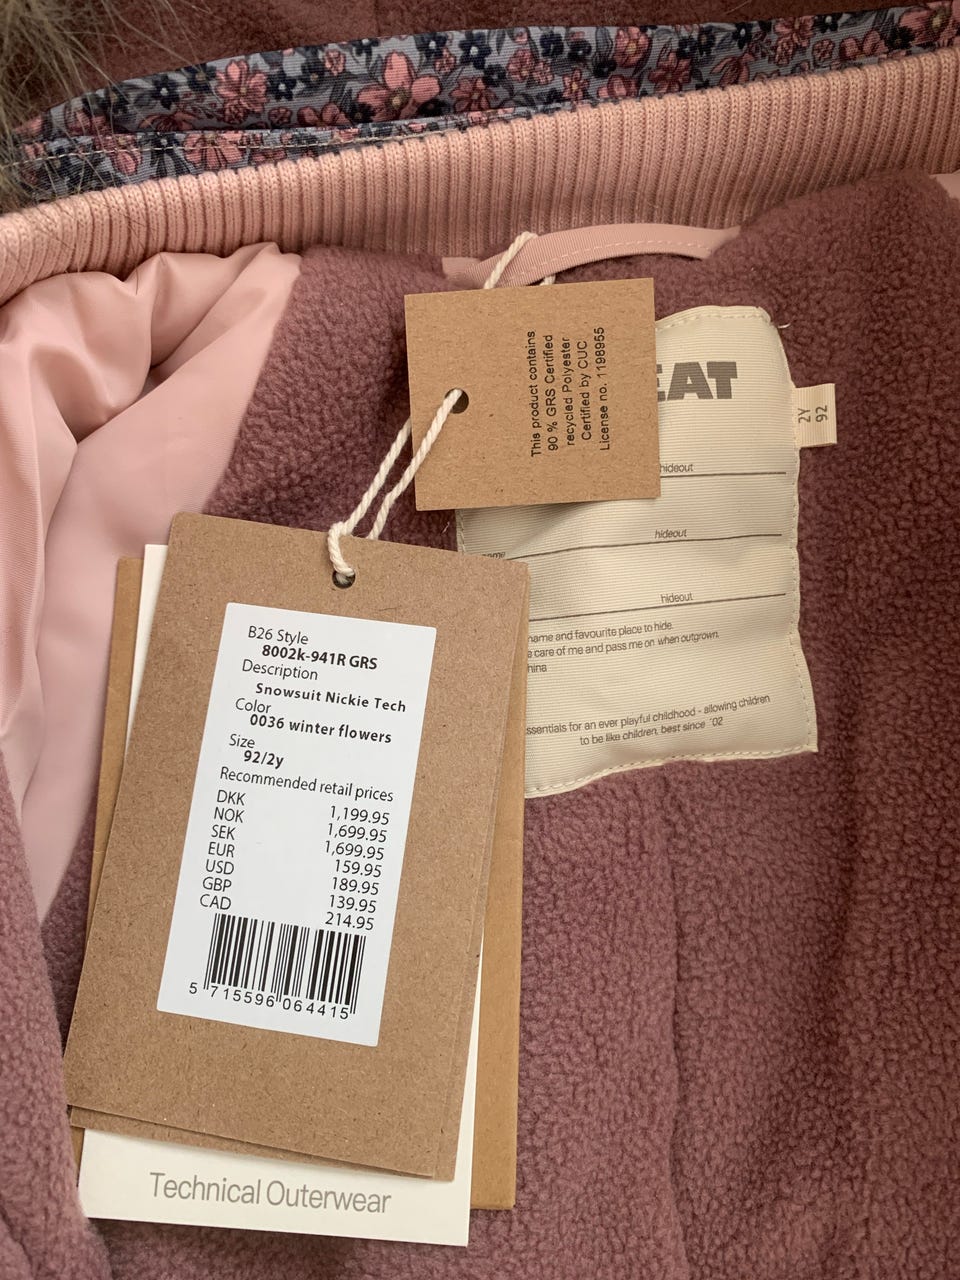 This product contains
90 % GRS Certified
recycled Polyester
Certified by CUC
License no. 1198955
EAT
2Y
92
hideout
hideout
hideout
name and favourite place to hide.
care of me and pass me on when outgrown.
for an ever playful childhood - allowing children
to be like children, best since ´02
B26 Style
8002k-941R GRS
Description
Snowsuit Nickie Tech
Color
0036 winter flowers
Size
92/2y
Recommended retail prices
DKK 1,199.95
NOK 1,699.95
SEK 1,699.95
EUR 159.95
USD 189.95
GBP 139.95
CAD 214.95
5 715596 064415
Technical Outerwear